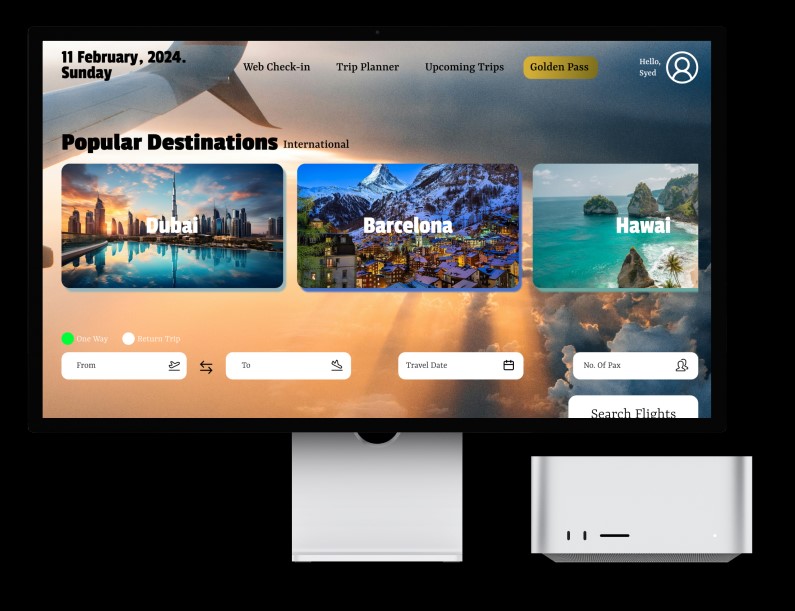 11 February, 2024.
Sunday
Web Check-in
Trip Planner
Upcoming Trips
Golden Pass
Hello,
Syed
Popular Destinations International
Dubai
Barcelona
Hawai
One Way
Return Trip
From
To
Travel Date
No. Of Pax
Search Flights